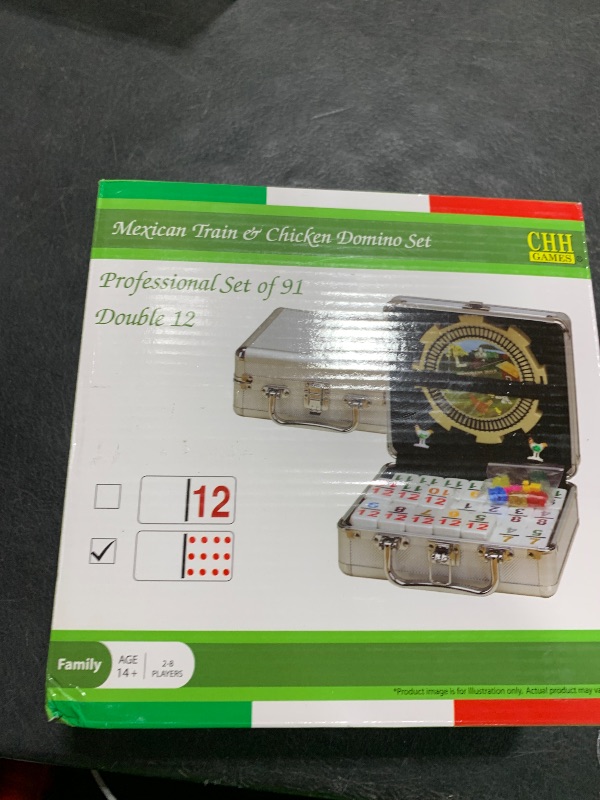 Mexican Train & Chicken Domino Set
CHH
GAMES®
Professional Set of 91
Double 12
12
Family
AGE
14+
2-8
PLAYERS
*Product image is for illustration only. Actual product may va